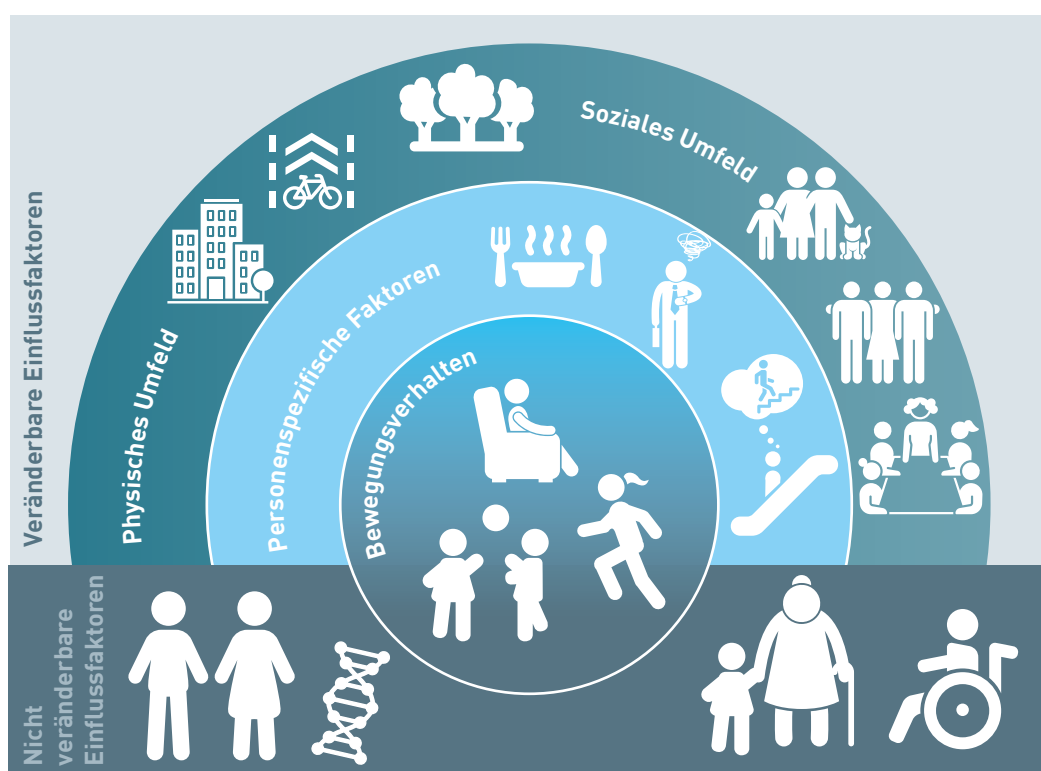 Veränderbare Einflussfaktoren
Physisches Umfeld
Soziales Umfeld
Personenspezifische Faktoren
Bewegungsverhalten
Nicht
veränderbare
Einflussfaktoren